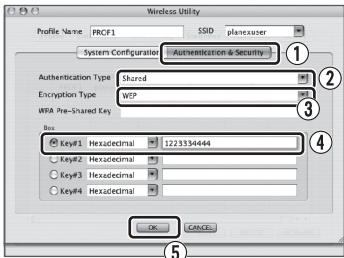 Wireless Utility
Profile Name PROF1 SSID planexuser
System Configuration Authentication & Security 1
Authentication Type Shared 2
Encryption Type WEP 3
WPA Pre-Shared Key
Box
Key#1 Hexadecimal 1223334444 4
Key#2 Hexadecimal
Key#3 Hexadecimal
Key#4 Hexadecimal
OK CANCEL
5